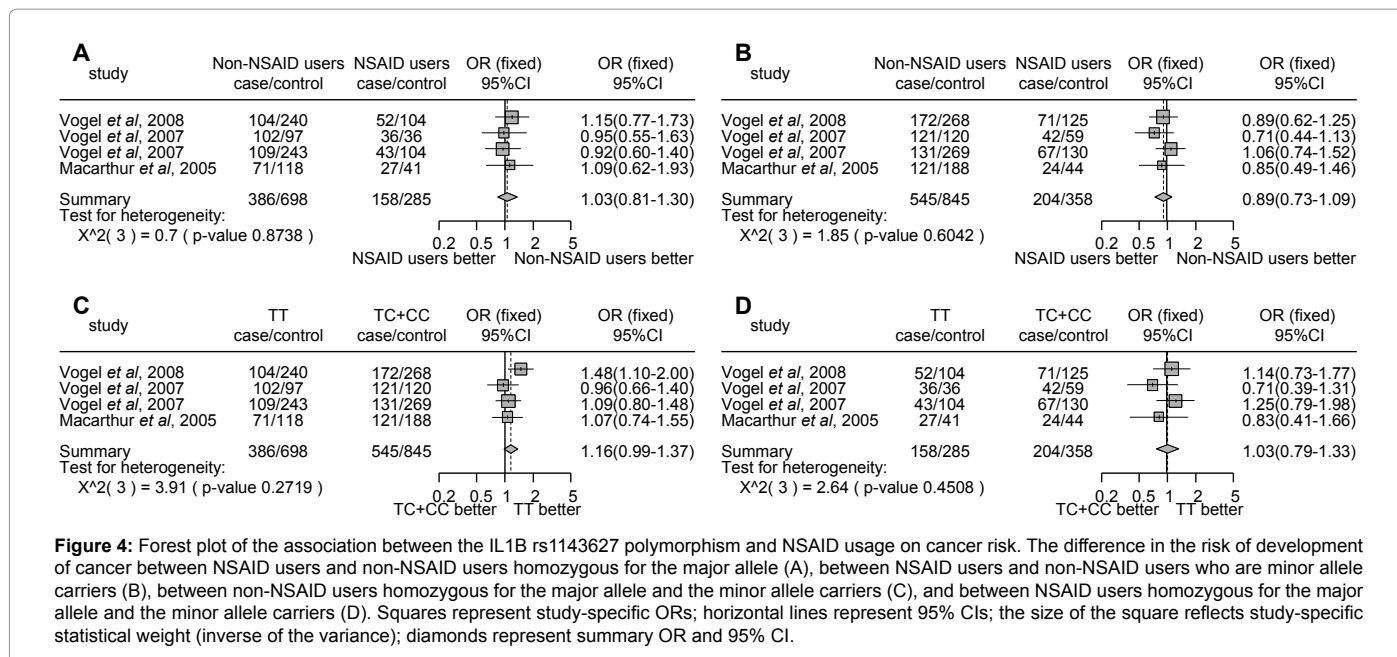 A
study Non-NSAID users NSAID users OR (fixed) OR (fixed)
case/control case/control 95%CI 95%CI
Vogel et al, 2008 104/240 52/104 1.15(0.77-1.73)
Vogel et al, 2007 102/97 36/36 0.95(0.55-1.63)
Vogel et al, 2007 109/243 43/104 0.92(0.60-1.40)
Macarthur et al, 2005 71/118 27/41 1.09(0.62-1.93)
Summary 386/698 158/285 1.03(0.81-1.30)
Test for heterogeneity:
X^2( 3 ) = 0.7 ( p-value 0.8738 )
0.2 0.5 1 2 5
NSAID users better Non-NSAID users better
B
study Non-NSAID users NSAID users OR (fixed) OR (fixed)
case/control case/control 95%CI 95%CI
Vogel et al, 2008 172/268 71/125 0.89(0.62-1.25)
Vogel et al, 2007 121/120 42/59 0.71(0.44-1.13)
Vogel et al, 2007 131/269 67/130 1.06(0.74-1.52)
Macarthur et al, 2005 121/188 24/44 0.85(0.49-1.46)
Summary 545/845 204/358 0.89(0.73-1.09)
Test for heterogeneity:
X^2( 3 ) = 1.85 ( p-value 0.6042 )
0.2 0.5 1 2 5
NSAID users better Non-NSAID users better
C
study TT TC+CC OR (fixed) OR (fixed)
case/control case/control 95%CI 95%CI
Vogel et al, 2008 104/240 172/268 1.48(1.10-2.00)
Vogel et al, 2007 102/97 121/120 0.96(0.66-1.40)
Vogel et al, 2007 109/243 131/269 1.09(0.80-1.48)
Macarthur et al, 2005 71/118 121/188 1.07(0.74-1.55)
Summary 386/698 545/845 1.16(0.99-1.37)
Test for heterogeneity:
X^2( 3 ) = 3.91 ( p-value 0.2719 )
0.2 0.5 1 2 5
TC+CC better TT better
D
study TT TC+CC OR (fixed) OR (fixed)
case/control case/control 95%CI 95%CI
Vogel et al, 2008 52/104 71/125 1.14(0.73-1.77)
Vogel et al, 2007 36/36 42/59 0.71(0.39-1.31)
Vogel et al, 2007 43/104 67/130 1.25(0.79-1.98)
Macarthur et al, 2005 27/41 24/44 0.83(0.41-1.66)
Summary 158/285 204/358 1.03(0.79-1.33)
Test for heterogeneity:
X^2( 3 ) = 2.64 ( p-value 0.4508 )
0.2 0.5 1 2 5
TC+CC better TT better
Figure 4: Forest plot of the association between the IL1B rs1143627 polymorphism and NSAID usage on cancer risk. The difference in the risk of development
of cancer between NSAID users and non-NSAID users homozygous for the major allele (A), between NSAID users and non-NSAID users who are minor allele
carriers (B), between non-NSAID users homozygous for the major allele and the minor allele carriers (C), and between NSAID users homozygous for the major
allele and the minor allele carriers (D). Squares represent study-specific ORs; horizontal lines represent 95% CIs; the size of the square reflects study-specific
statistical weight (inverse of the variance); diamonds represent summary OR and 95% CI.